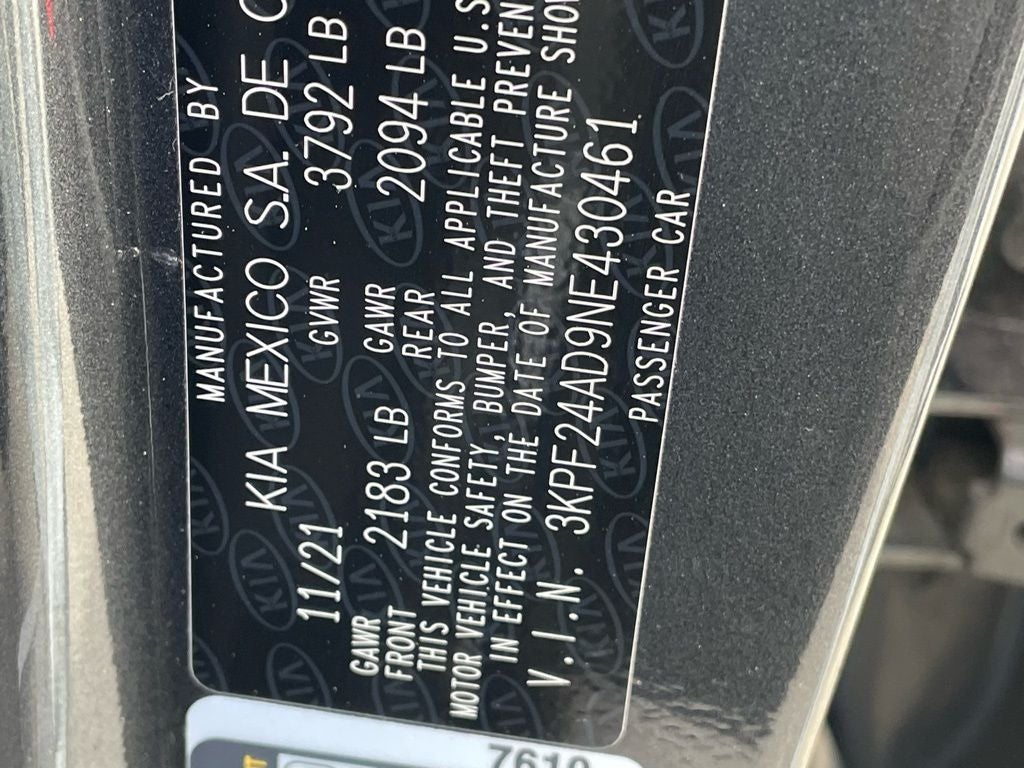 MANUFACTURED BY
KIA MEXICO S.A. DE
11/21 GVWR 3792 LB
GAWR FRONT 2183 LB GAWR REAR 2094 LB
THIS VEHICLE CONFORMS TO ALL APPLICABLE U.S
MOTOR VEHICLE SAFETY, BUMPER, AND THEFT PREVEN
IN EFFECT ON THE DATE OF MANUFACTURE SHOW
V.I.N. 3KPF24AD9NE430461
PASSENGER CAR
7610